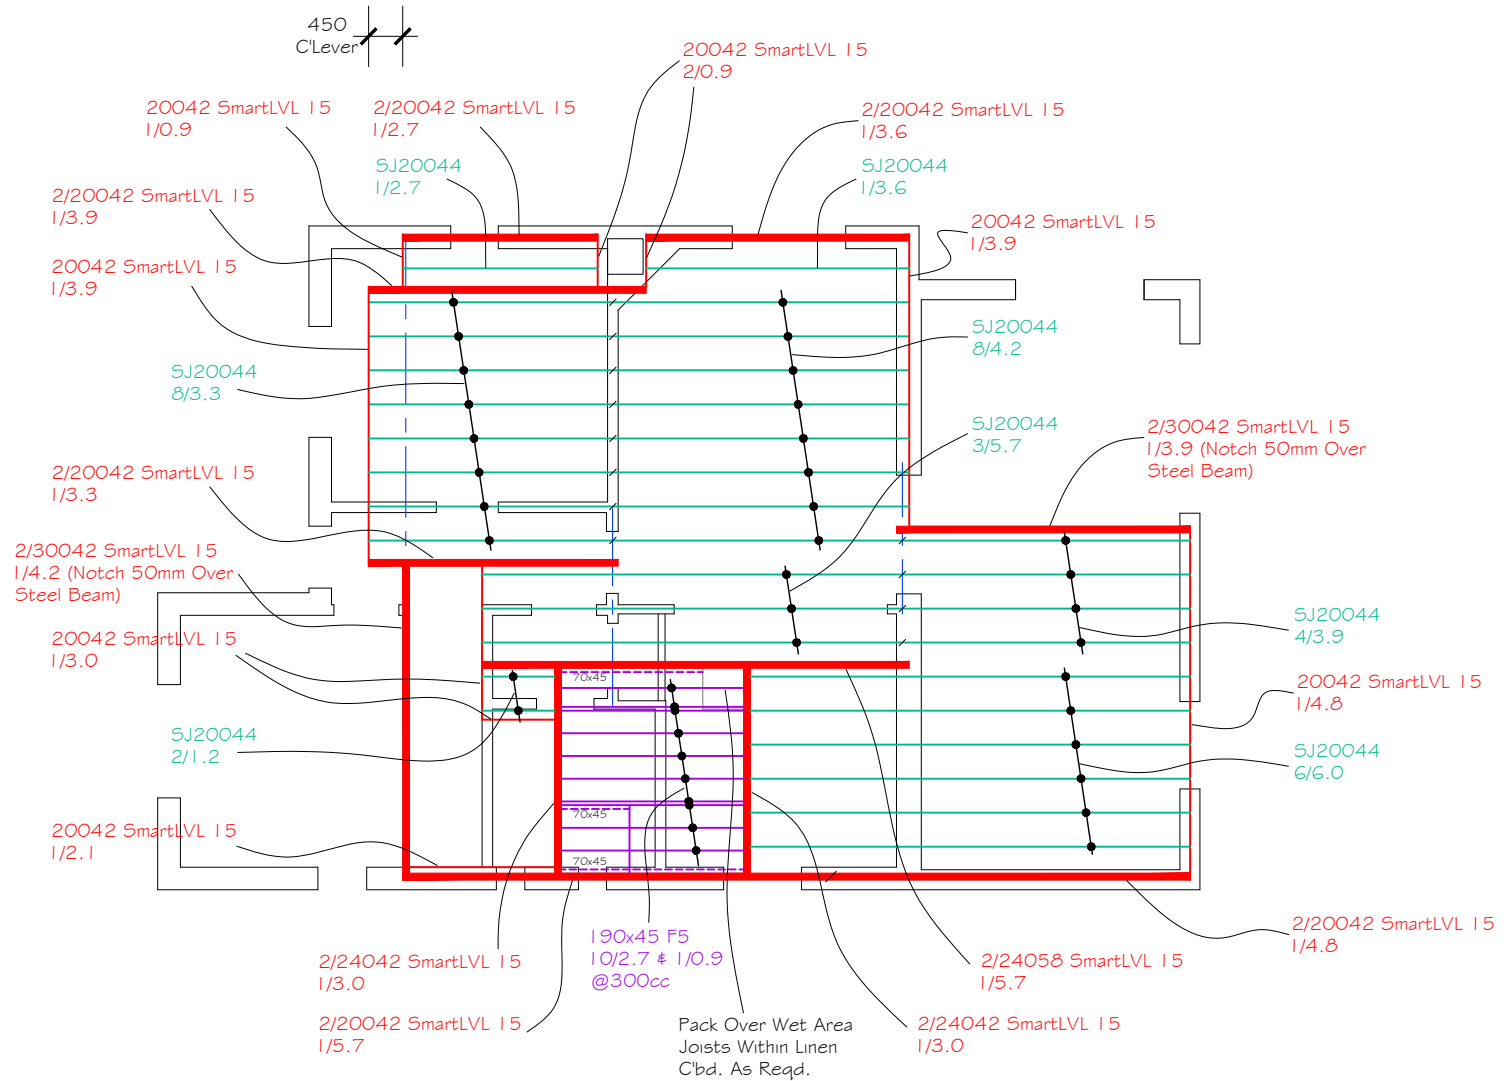 450
C'Lever
20042 SmartLVL 15
2/0.9
20042 SmartLVL 15
1/0.9
2/20042 SmartLVL 15
1/2.7
2/20042 SmartLVL 15
1/3.6
SJ20044
1/2.7
SJ20044
1/3.6
2/20042 SmartLVL 15
1/3.9
20042 SmartLVL 15
1/3.9
20042 SmartLVL 15
1/3.9
SJ20044
8/4.2
SJ20044
8/3.3
SJ20044
3/5.7
2/30042 SmartLVL 15
1/3.9 (Notch 50mm Over
Steel Beam)
2/20042 SmartLVL 15
1/3.3
2/30042 SmartLVL 15
1/4.2 (Notch 50mm Over
Steel Beam)
20042 SmartLVL 15
1/3.0
SJ20044
4/3.9
70x45
20042 SmartLVL 15
1/4.8
SJ20044
2/1.2
SJ20044
6/6.0
70x45
20042 SmartLVL 15
1/2.1
70x45
2/20042 SmartLVL 15
1/4.8
190x45 F5
10/2.7 & 1/0.9
@300cc
2/24042 SmartLVL 15
1/3.0
2/24058 SmartLVL 15
1/5.7
2/20042 SmartLVL 15
1/5.7
Pack Over Wet Area
Joists Within Linen
C'bd. As Reqd.
2/24042 SmartLVL 15
1/3.0